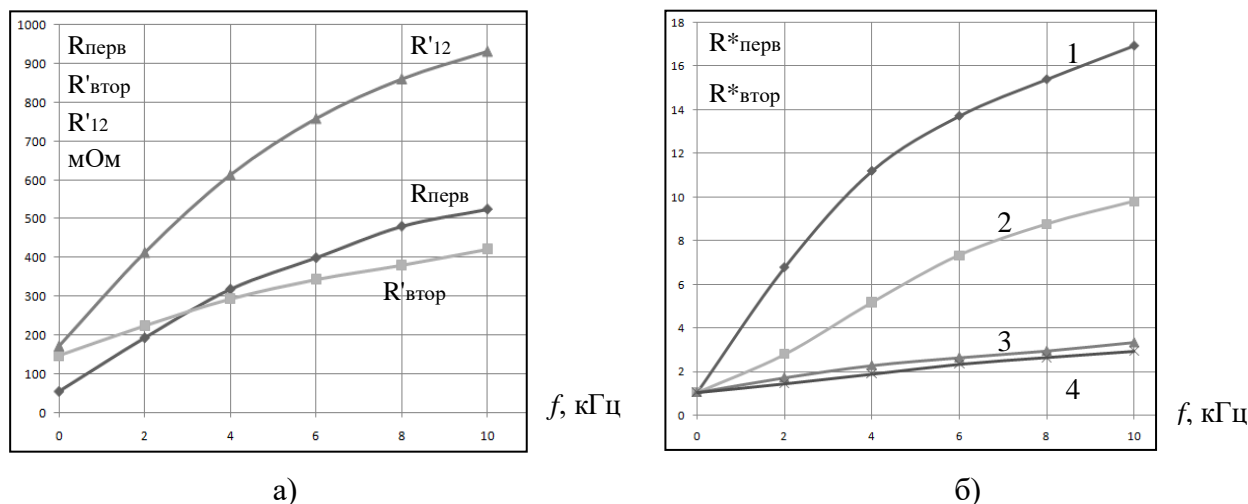 1000
900
800
700
600
500
400
300
200
100
0
Rперв
R'втор
R'12
мОм
R'12
Rперв
R'втор
0 2 4 6 8 10
f, кГц
а)
18
16
14
12
10
8
6
4
2
0
R*перв
R*втор
1
2
3
4
0 2 4 6 8 10
f, кГц
б)